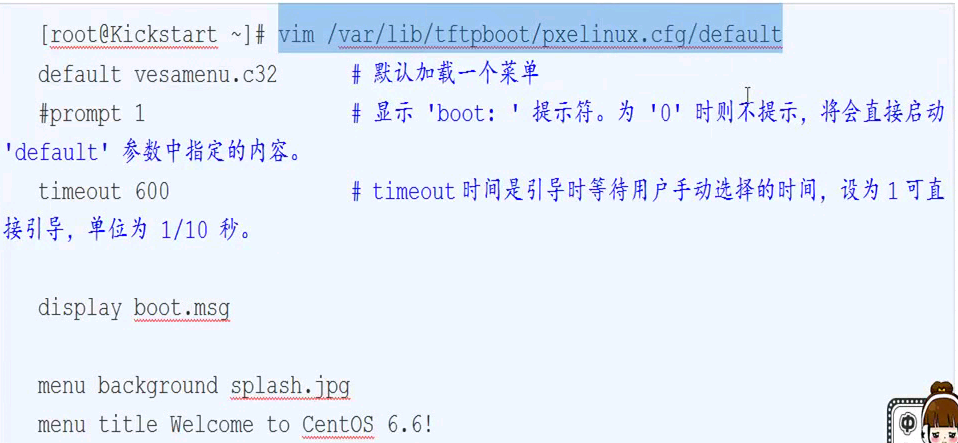 [root@Kickstart ~]# vim /var/lib/tftpboot/pxelinux.cfg/default
default vesamenu.c32 # 默认加载一个菜单
#prompt 1 # 显示 'boot: ' 提示符。为 '0' 时则不提示，将会直接启动
'default' 参数中指定的内容。
timeout 600 # timeout 时间是引导时等待用户手动选择的时间，设为 1 可直
接引导，单位为 1/10 秒。
display boot.msg
menu background splash.jpg
menu title Welcome to CentOS 6.6!
中